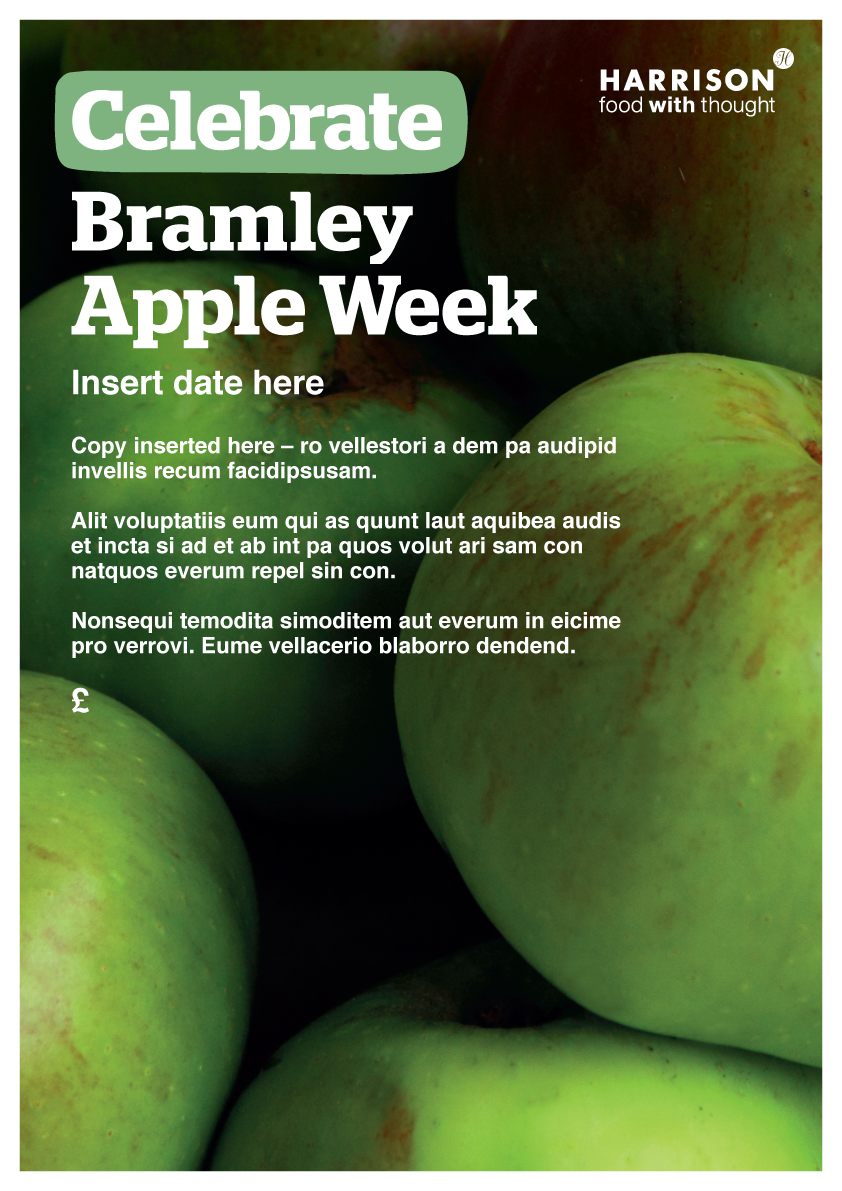 HARRISON
food with thought
Celebrate
Bramley
Apple Week
Insert date here
Copy inserted here – ro vellestori a dem pa audipid
invellis recum facidipsusam.
Alit voluptatiis eum qui as quunt laut aquibea audis
et incta si ad et ab int pa quos volut ari sam con
natquos everum repel sin con.
Nonsequi temodita simoditem aut everum in eicime
pro verrovi. Eume vellacerio blaborro dendend.
£